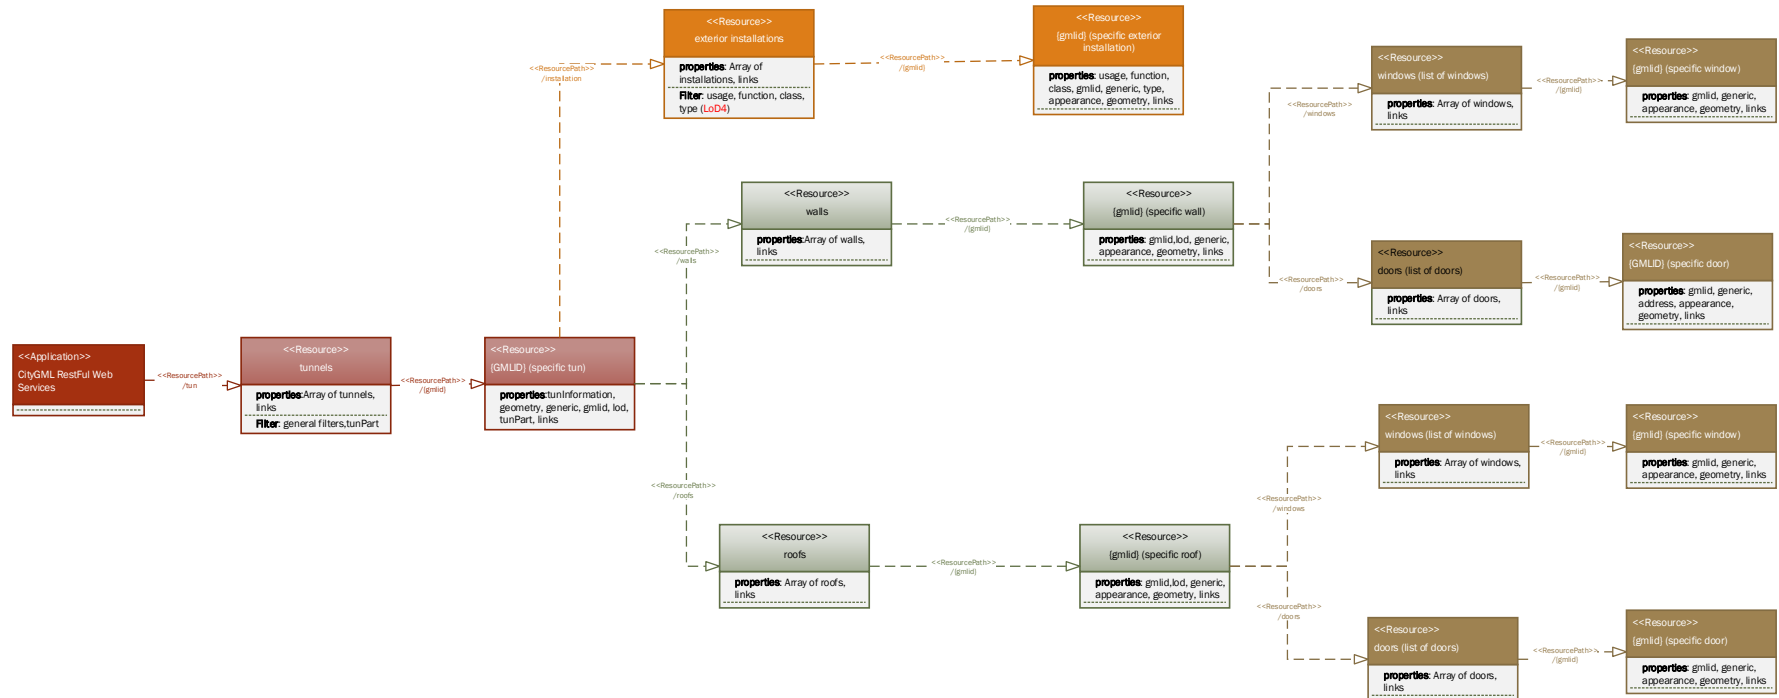 <<Application>>
CityGML RestFul Web
Services
<<ResourcePath>>
/tun
<<Resource>>
tunnels
properties:Array of tunnels,
links
Filter: general filters,tunPart
<<ResourcePath>>
/{gmlid}
<<Resource>>
{GMLID} (specific tun)
properties:tunInformation,
geometry, generic, gmlid, lod,
tunPart, links
<<ResourcePath>>
/installation
<<Resource>>
exterior installations
properties: Array of
installations, links
Filter: usage, function, class,
type (LoD4)
<<ResourcePath>>
/{gmlid}
<<Resource>>
{gmlid} (specific exterior
installation)
properties: usage, function,
class, gmlid, generic, type,
appearance, geometry, links
<<ResourcePath>>
/walls
<<Resource>>
walls
properties:Array of walls,
links
<<ResourcePath>>
/{gmlid}
<<Resource>>
{gmlid} (specific wall)
properties: gmlid,lod, generic,
appearance, geometry, links
<<ResourcePath>>
/windows
<<Resource>>
windows (list of windows)
properties: Array of windows,
links
<<ResourcePath>>
/{gmlid}
<<Resource>>
{gmlid} (specific window)
properties: gmlid, generic,
appearance, geometry, links
<<ResourcePath>>
/doors
<<Resource>>
doors (list of doors)
properties: Array of doors,
links
<<ResourcePath>>
/{gmlid}
<<Resource>>
{GMLID} (specific door)
properties: gmlid, generic,
address, appearance,
geometry, links
<<ResourcePath>>
/roofs
<<Resource>>
roofs
properties: Array of roofs,
links
<<ResourcePath>>
/{gmlid}
<<Resource>>
{gmlid} (specific roof)
properties: gmlid,lod, generic,
appearance, geometry, links
<<ResourcePath>>
/windows
<<Resource>>
windows (list of windows)
properties: Array of windows,
links
<<ResourcePath>>
/{gmlid}
<<Resource>>
{gmlid} (specific window)
properties: gmlid, generic,
appearance, geometry, links
<<ResourcePath>>
/doors
<<Resource>>
doors (list of doors)
properties: Array of doors,
links
<<ResourcePath>>
/{gmlid}
<<Resource>>
{gmlid} (specific door)
properties: gmlid, generic,
appearance, geometry, links